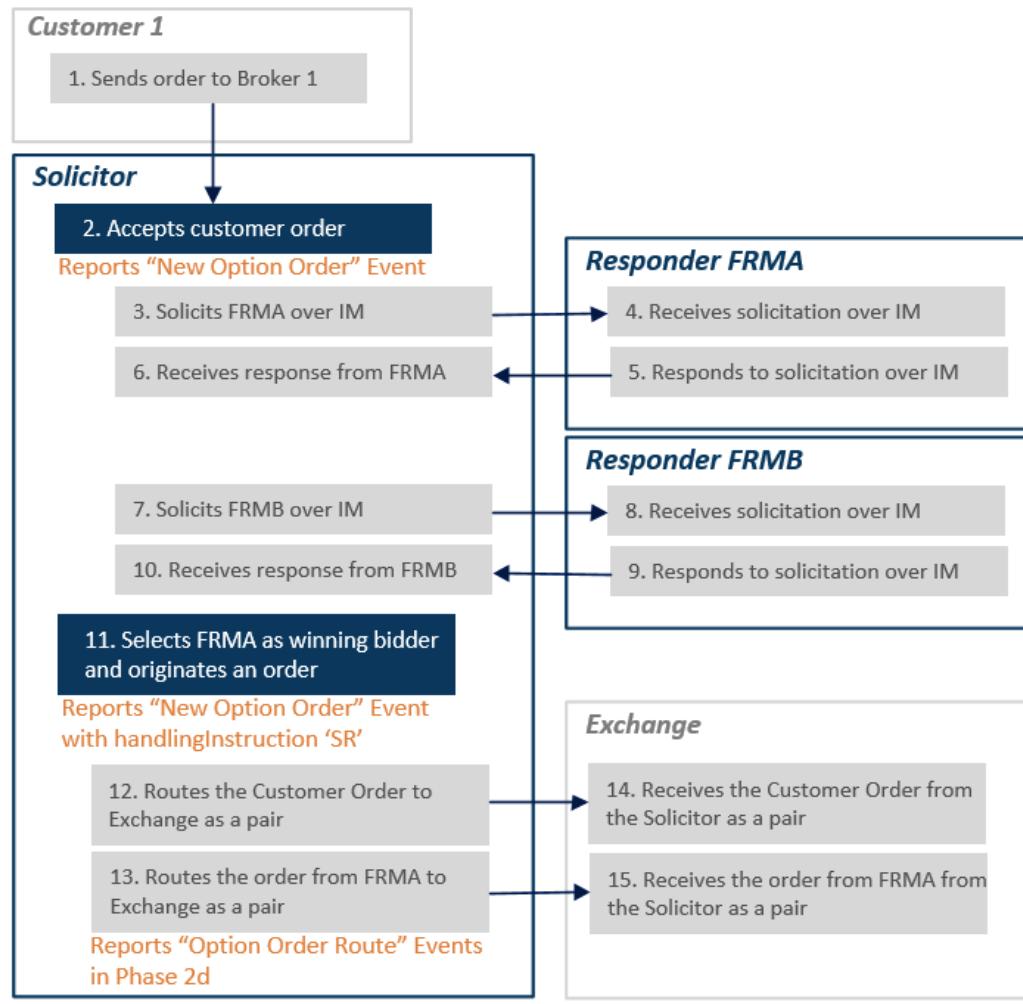 Customer 1
1. Sends order to Broker 1
Solicitor
2. Accepts customer order
Reports “New Option Order” Event
Responder FRMA
3. Solicits FRMA over IM
4. Receives solicitation over IM
6. Receives response from FRMA
5. Responds to solicitation over IM
Responder FRMB
7. Solicits FRMB over IM
8. Receives solicitation over IM
10. Receives response from FRMB
9. Responds to solicitation over IM
11. Selects FRMA as winning bidder
and originates an order
Reports “New Option Order” Event
with handlingInstruction ‘SR’
Exchange
12. Routes the Customer Order to
Exchange as a pair
14. Receives the Customer Order from
the Solicitor as a pair
13. Routes the order from FRMA to
Exchange as a pair
15. Receives the order from FRMA from
the Solicitor as a pair
Reports “Option Order Route” Events
in Phase 2d